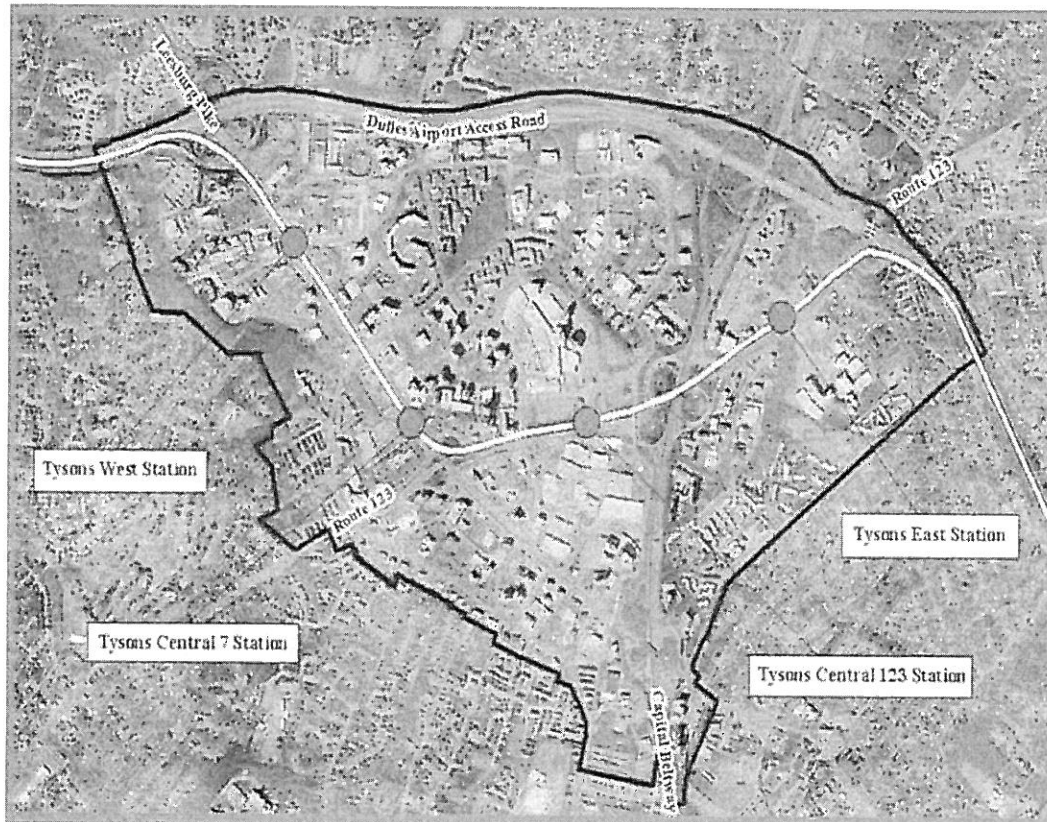 Leesburg Pike
Dulles Airport Access Road
Route 123
Tysons West Station
Route 123
Tysons East Station
Tysons Central 7 Station
Tysons Central 123 Station
Capital Beltway